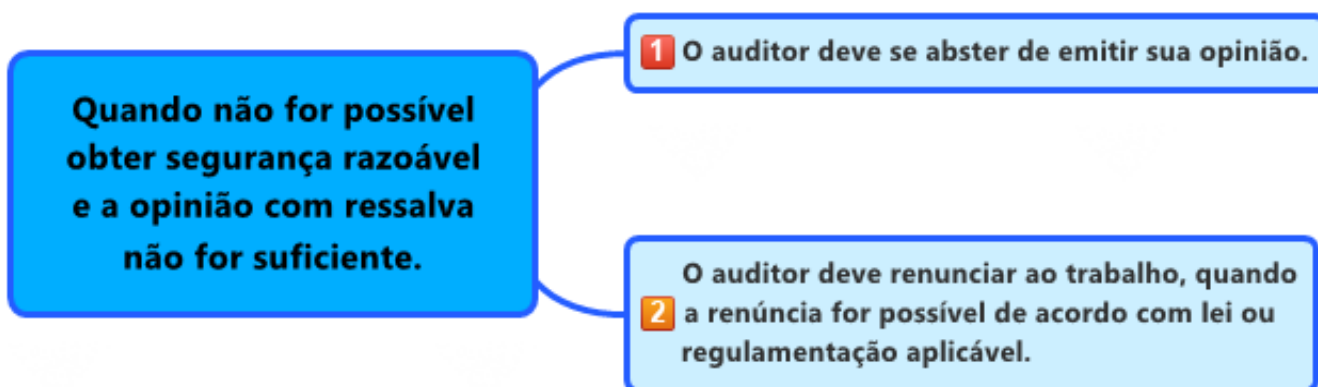 Quando não for possível
obter segurança razoável
e a opinião com ressalva
não for suficiente.
1 O auditor deve se abster de emitir sua opinião.
O auditor deve renunciar ao trabalho, quando
2 a renúncia for possível de acordo com lei ou
regulamentação aplicável.